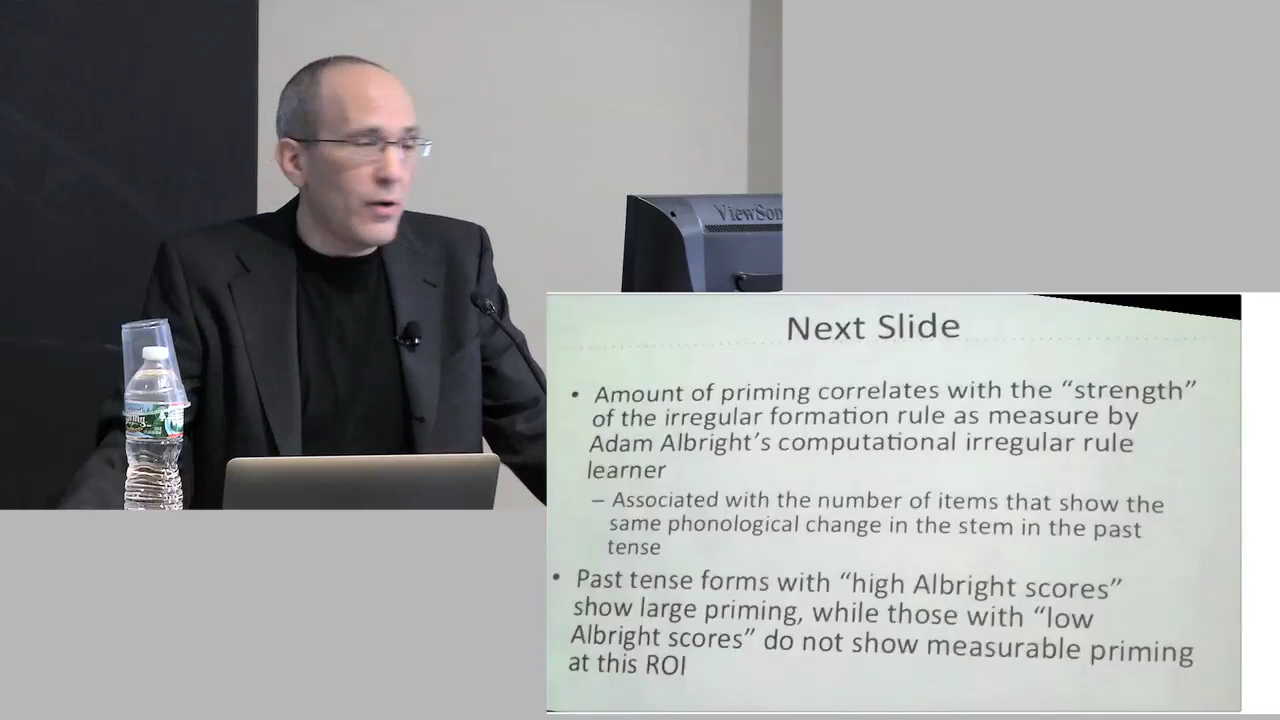 ViewSon
Next Slide
• Amount of priming correlates with the “strength”
of the irregular formation rule as measure by
Adam Albright’s computational irregular rule
learner
– Associated with the number of items that show the
same phonological change in the stem in the past
tense
• Past tense forms with “high Albright scores”
show large priming, while those with “low
Albright scores” do not show measurable priming
at this ROI